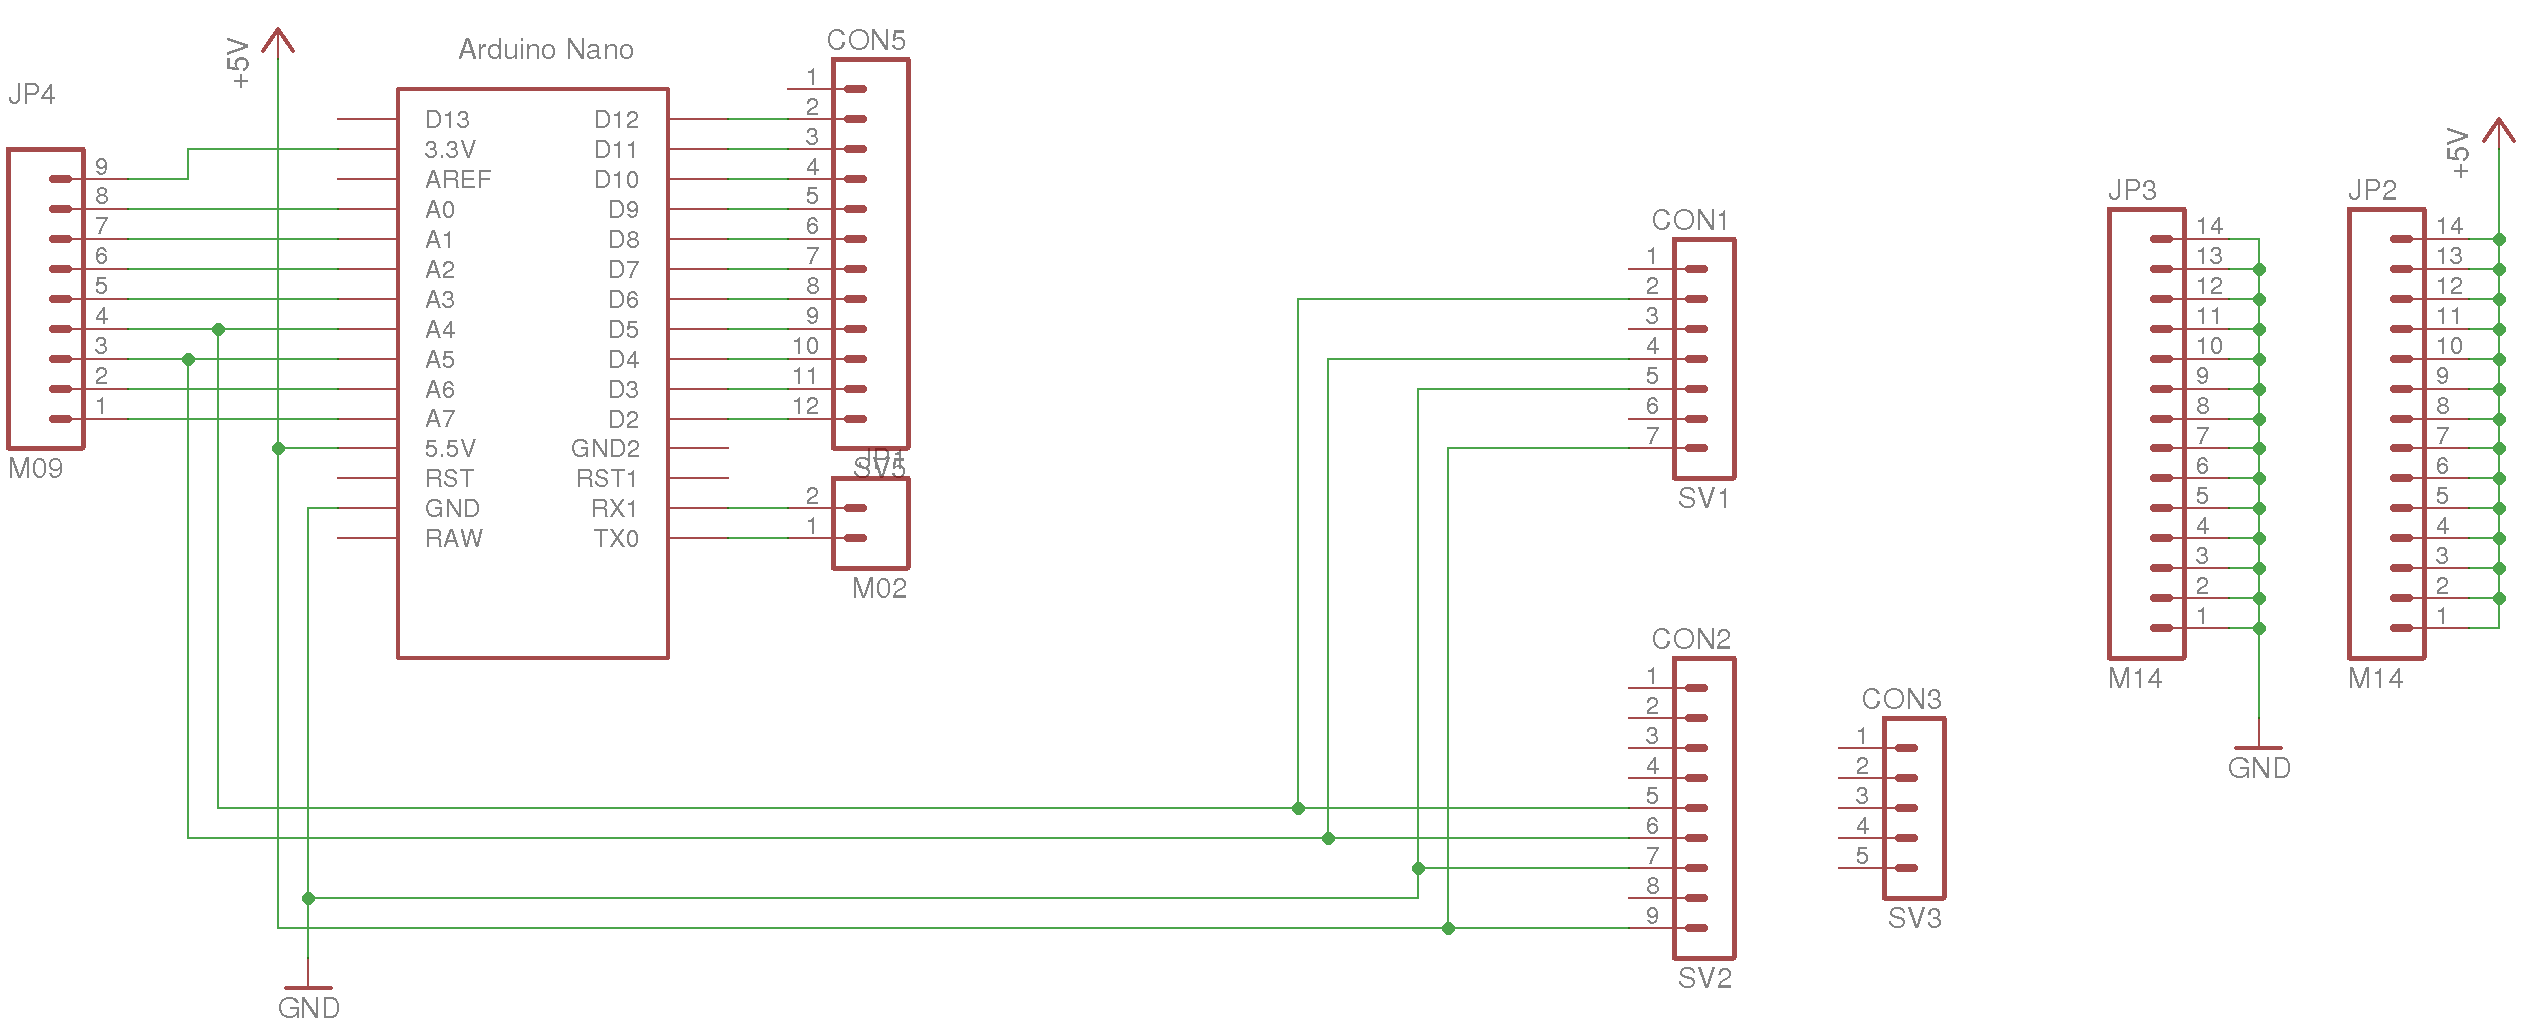 +5V
Arduino Nano
JP4
9
8
7
6
5
4
3
2
1
M09
D13
3.3V
AREF
A0
A1
A2
A3
A4
A5
A6
A7
5.5V
RST
GND
RAW
D12
D11
D10
D9
D8
D7
D6
D5
D4
D3
D2
GND2
RST1
RX1
TX0
CON5
1
2
3
4
5
6
7
8
9
10
11
12
SV5
JP1
2
1
M02
GND
CON1
1
2
3
4
5
6
7
SV1
CON2
1
2
3
4
5
6
7
8
9
SV2
CON3
1
2
3
4
5
SV3
JP3
14
13
12
11
10
9
8
7
6
5
4
3
2
1
M14
GND
+5V
JP2
14
13
12
11
10
9
8
7
6
5
4
3
2
1
M14